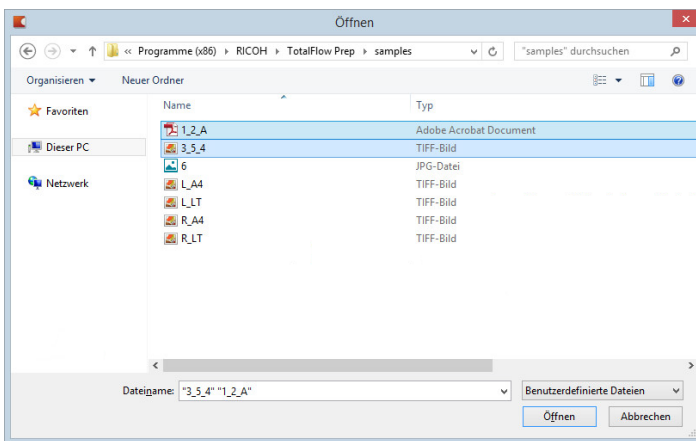 Öffnen
« Programme (x86) ▸ RICOH ▸ TotalFlow Prep ▸ samples
"samples" durchsuchen
Organisieren Neuer Ordner
Favoriten
Dieser PC
Netzwerk
Name Typ
1_2_A Adobe Acrobat Document
3_5_4 TIFF-Bild
6 JPG-Datei
L_A4 TIFF-Bild
L_LT TIFF-Bild
R_A4 TIFF-Bild
R_LT TIFF-Bild
Dateiname: "3_5_4" "1_2_A" Benutzerdefinierte Dateien
Öffnen Abbrechen